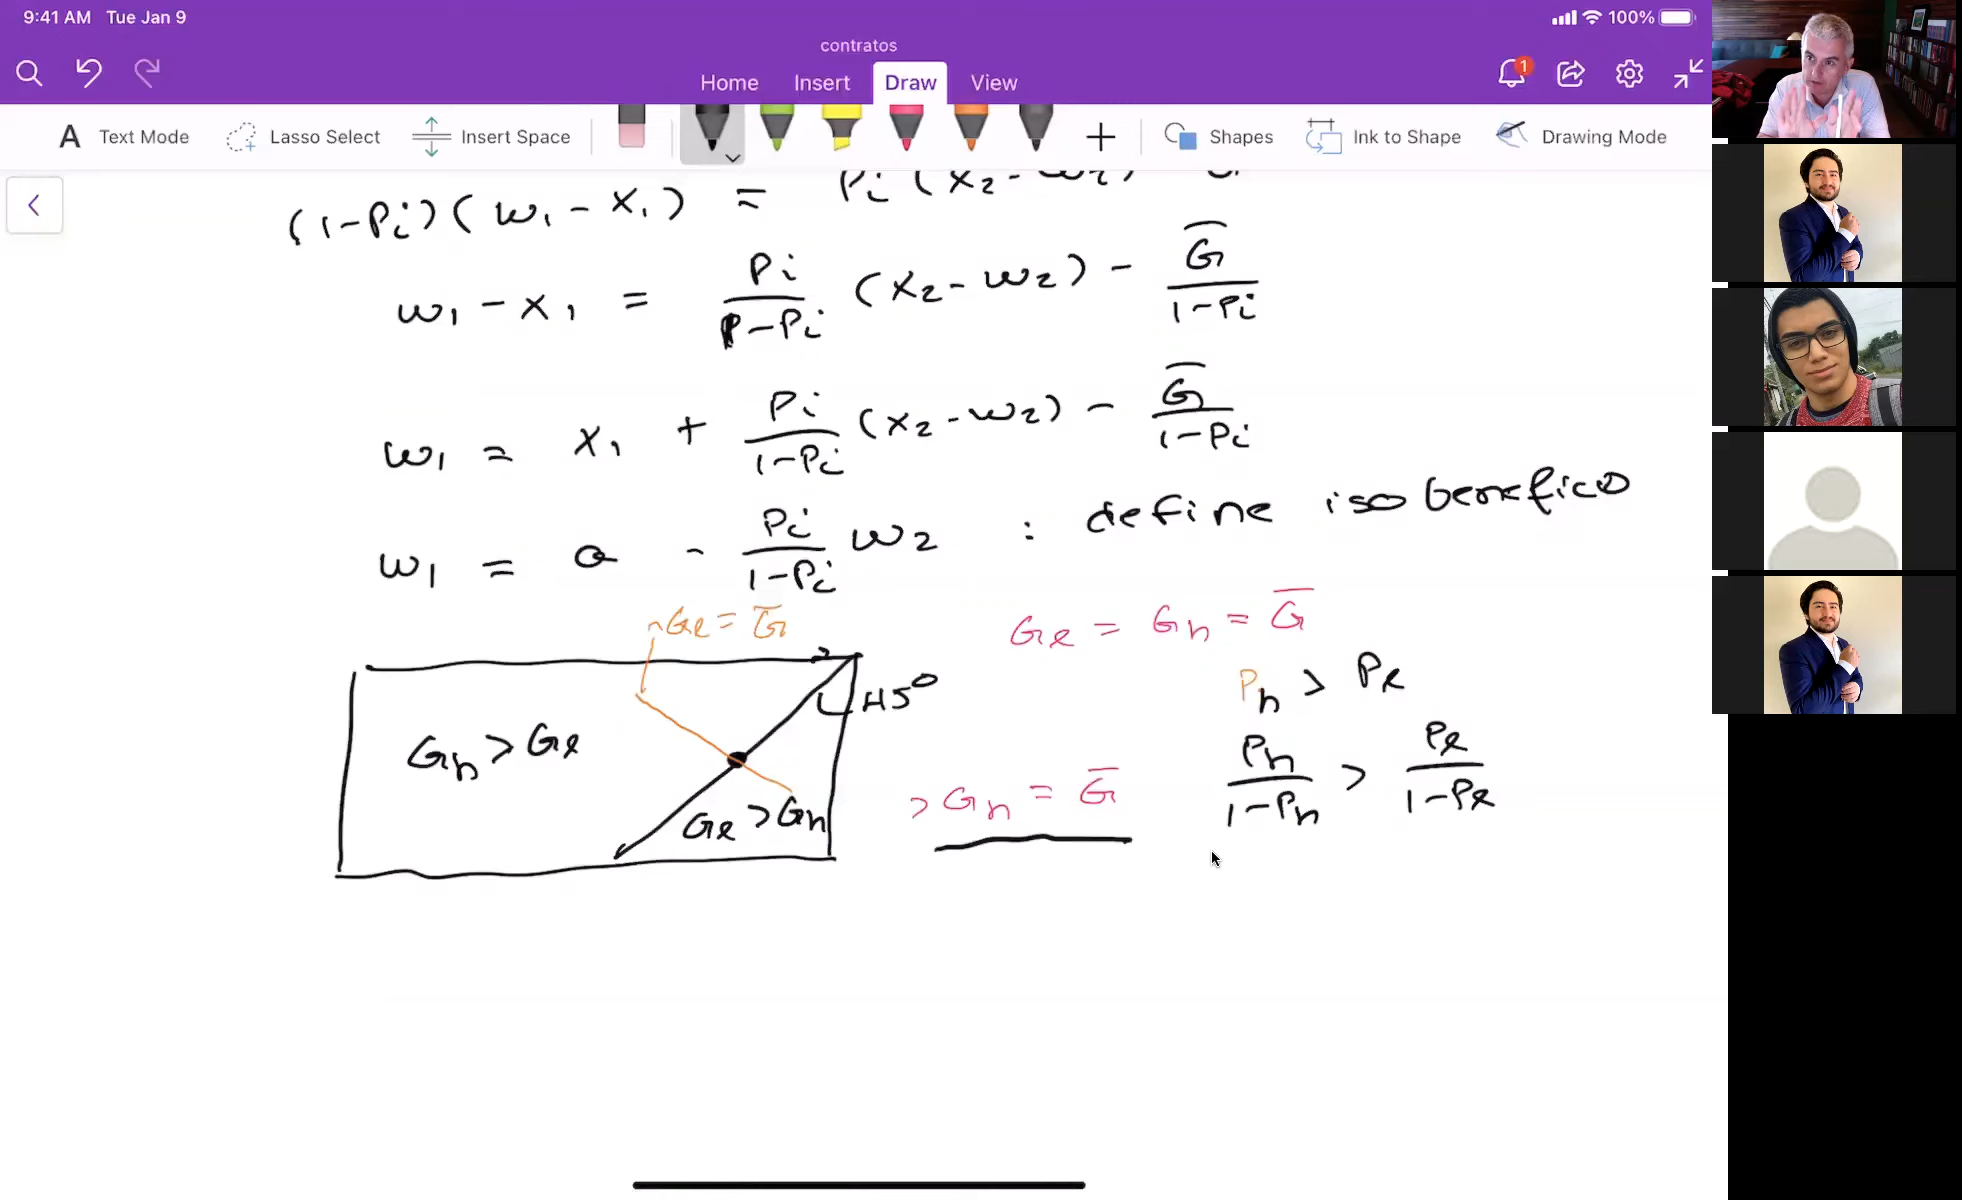 9:41 AM Tue Jan 9
100%
contratos
Home Insert Draw View
1
A Text Mode Lasso Select Insert Space Shapes Ink to Shape Drawing Mode
(1-Pi)(w1 - x1) = Pi (x2 - w2)
w1 - x1 = Pi/1-Pi (x2 - w2) - G̅/1-Pi
w1 = x1 + Pi/1-Pi (x2 - w2) - G̅/1-Pi
w1 = a - Pi/1-Pi w2 : define isobenefico
Gl = G̅
Gl = Gh = G̅
Ph > Pl
45°
Gh > Gl
Ph/1-Ph > Pl/1-Pl
> Gh = G̅
Gl > Gh